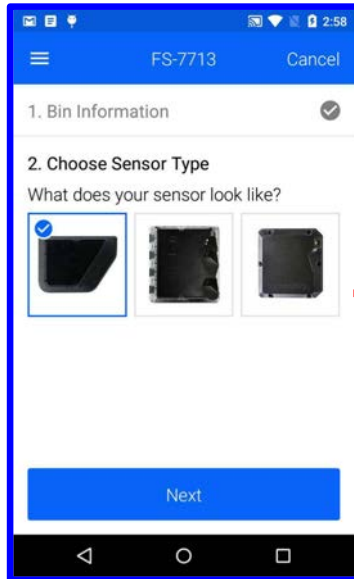 2:58
FS-7713
Cancel
1. Bin Information
2. Choose Sensor Type
What does your sensor look like?
Next